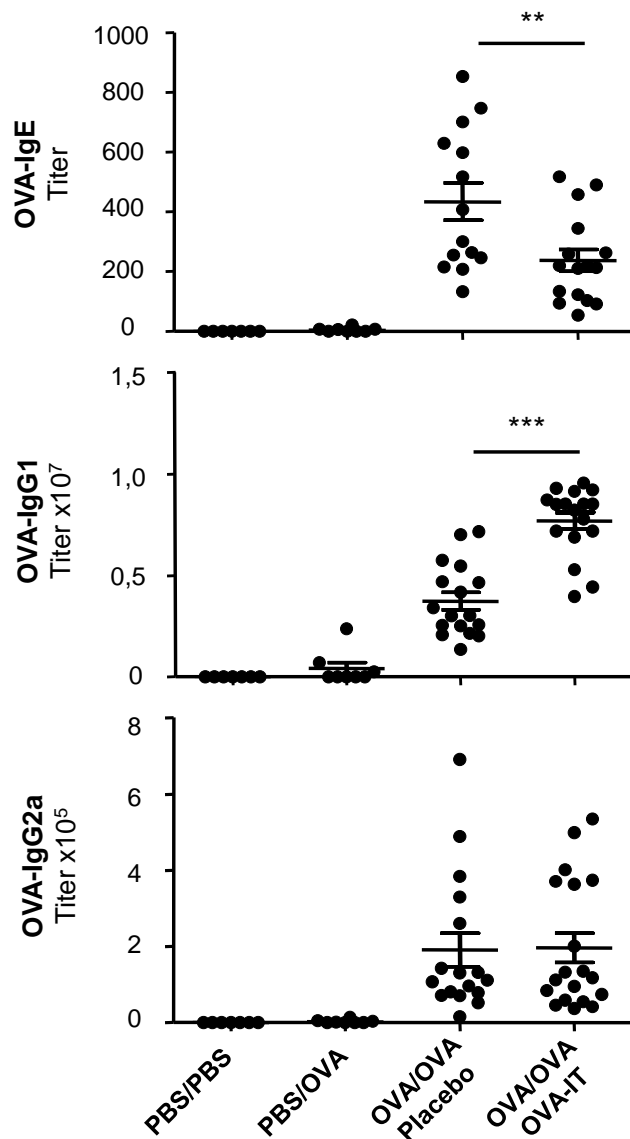 **
1000
800
600
400
200
0
OVA-IgE
Titer
***
1,5
1,0
0,5
0
OVA-IgG1
Titer x10⁷
8
6
4
2
0
OVA-IgG2a
Titer x10⁵
PBS/PBS
PBS/OVA
OVA/OVA
Placebo
OVA/OVA
OVA-IT